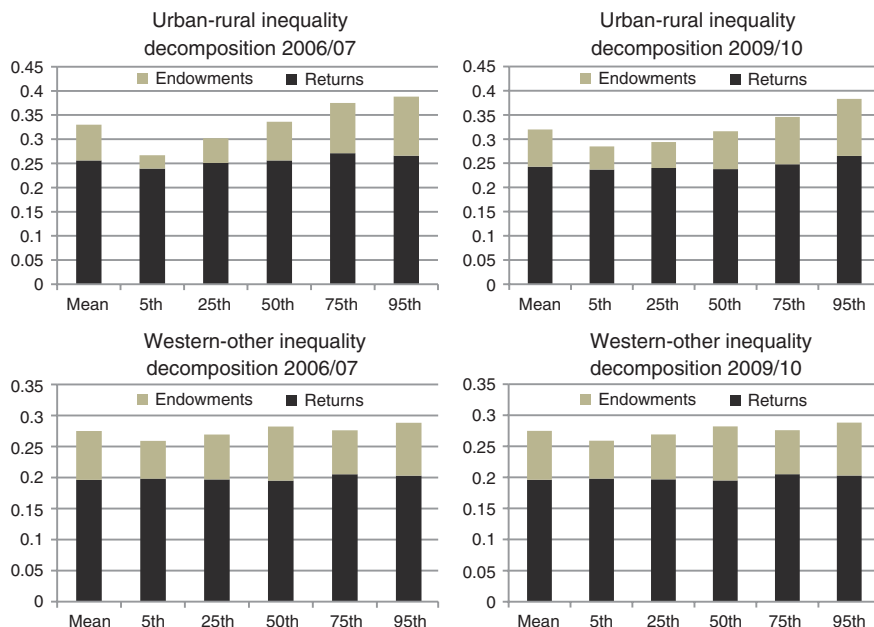 Urban-rural inequality
decomposition 2006/07
0.45
Endowments Returns
0.4
0.35
0.3
0.25
0.2
0.15
0.1
0.05
0
Mean 5th 25th 50th 75th 95th
Urban-rural inequality
decomposition 2009/10
0.45
Endowments Returns
0.4
0.35
0.3
0.25
0.2
0.15
0.1
0.05
0
Mean 5th 25th 50th 75th 95th
Western-other inequality
decomposition 2006/07
0.35
Endowments Returns
0.3
0.25
0.2
0.15
0.1
0.05
0
Mean 5th 25th 50th 75th 95th
Western-other inequality
decomposition 2009/10
0.35
Endowments Returns
0.3
0.25
0.2
0.15
0.1
0.05
0
Mean 5th 25th 50th 75th 95th